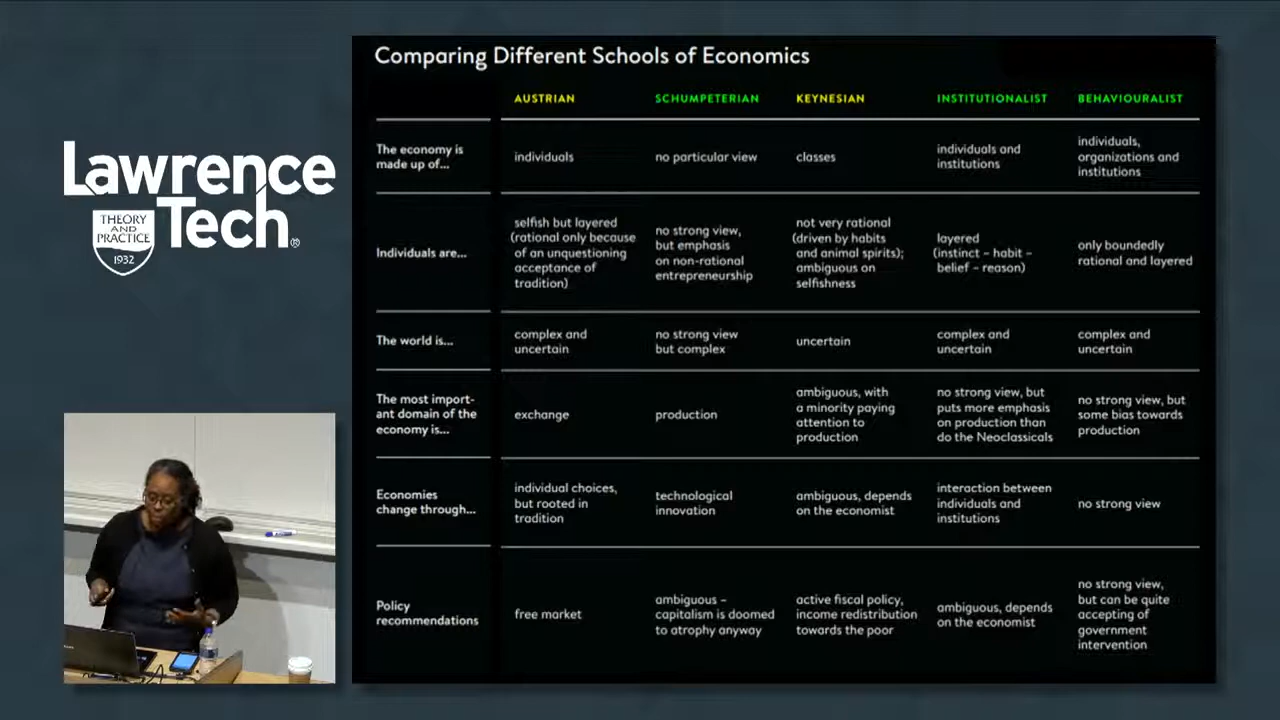 Lawrence
Tech
®
THEORY
AND
PRACTICE
1932
Comparing Different Schools of Economics
AUSTRIAN
SCHUMPETERIAN
KEYNESIAN
INSTITUTIONALIST
BEHAVIOURALIST
The economy is
made up of...
individuals
no particular view
classes
individuals and
institutions
individuals,
organizations and
institutions
Individuals are...
selfish but layered
(rational only because
of an unquestioning
acceptance of
tradition)
no strong view,
but emphasis
on non-rational
entrepreneurship
not very rational
(driven by habits
and animal spirits);
ambiguous on
selfishness
layered
(instinct – habit –
belief – reason)
only boundedly
rational and layered
The world is...
complex and
uncertain
no strong view
but complex
uncertain
complex and
uncertain
complex and
uncertain
The most import-
ant domain of the
economy is...
exchange
production
ambiguous, with
a minority paying
attention to
production
no strong view, but
puts more emphasis
on production than
do the Neoclassicals
no strong view, but
some bias towards
production
Economies
change through...
individual choices,
but rooted in
tradition
technological
innovation
ambiguous, depends
on the economist
interaction between
individuals and
institutions
no strong view
Policy
recommendations
free market
ambiguous –
capitalism is doomed
to atrophy anyway
active fiscal policy,
income redistribution
towards the poor
ambiguous, depends
on the economist
no strong view,
but can be quite
accepting of
government
intervention